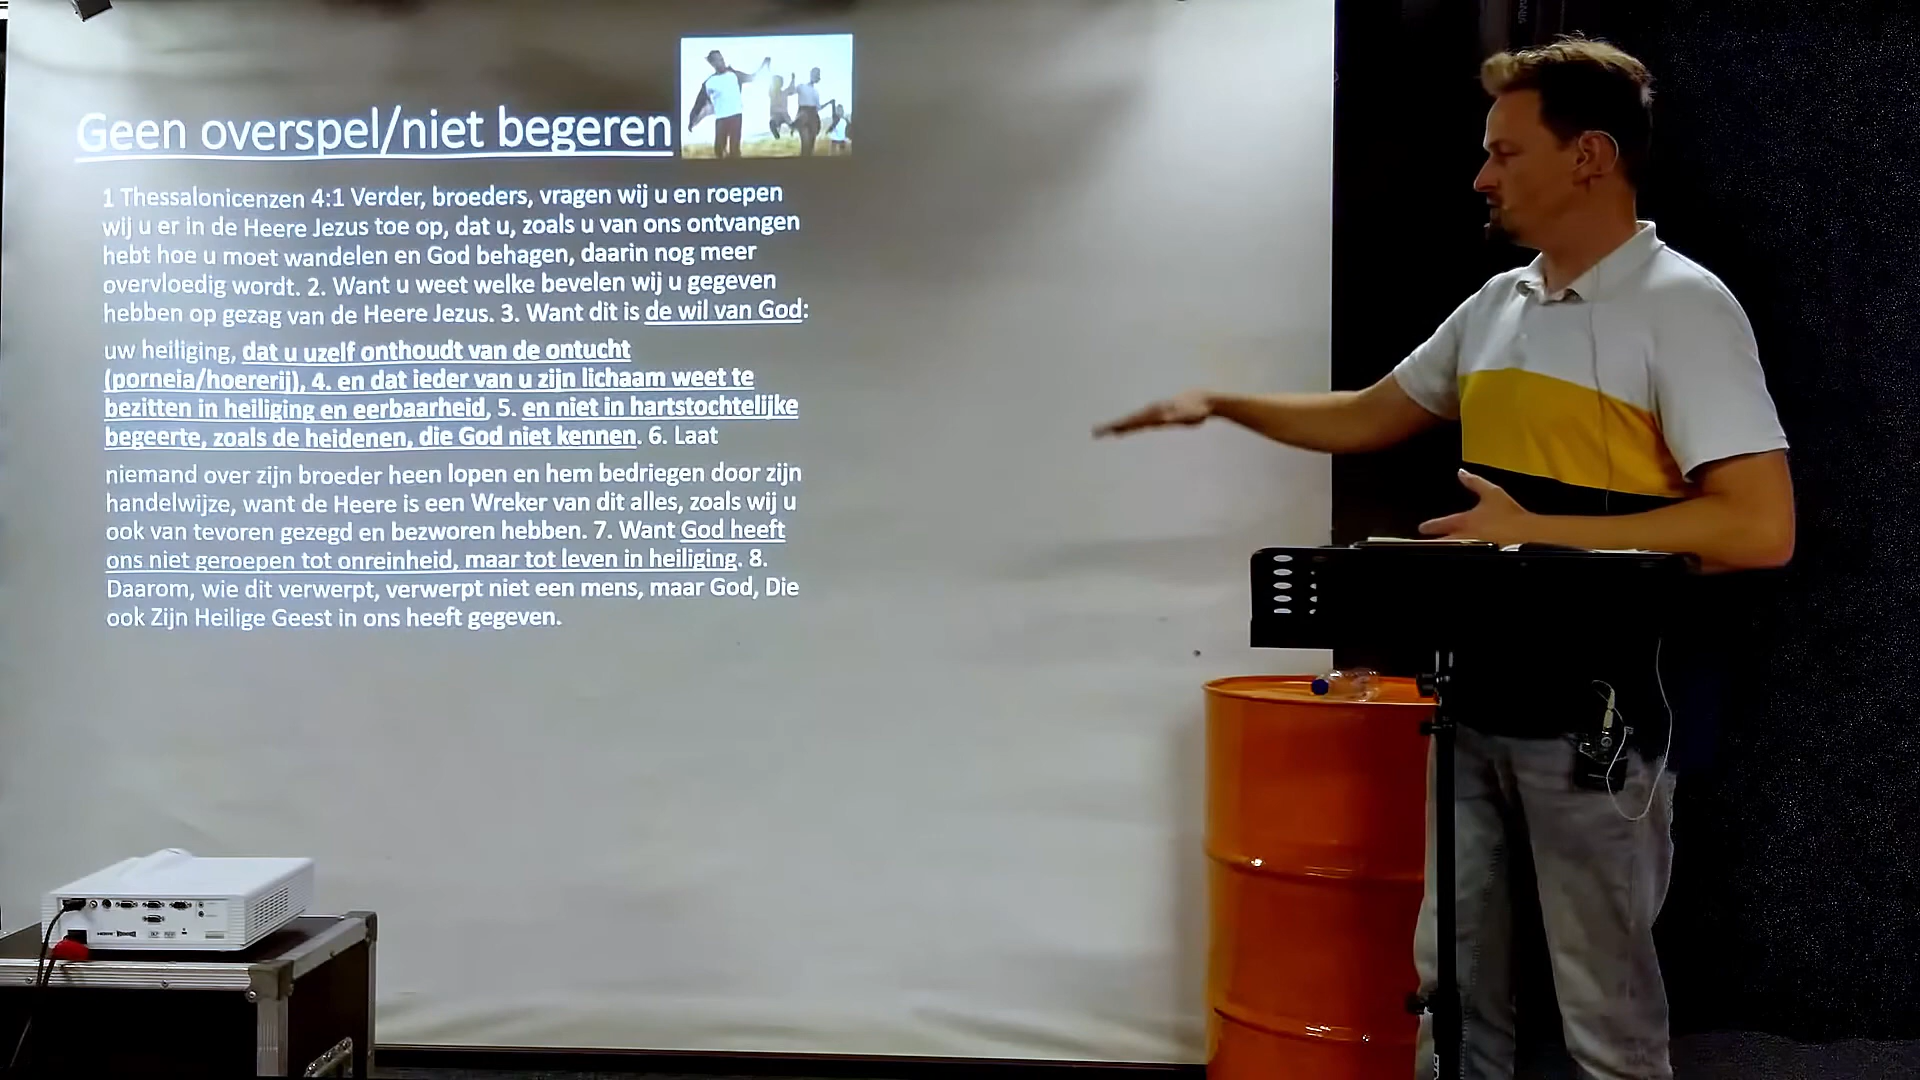 Geen overspel/niet begeren
1 Thessalonicenzen 4:1 Verder, broeders, vragen wij u en roepen
wij u er in de Heere Jezus toe op, dat u, zoals u van ons ontvangen
hebt hoe u moet wandelen en God behagen, daarin nog meer
overvloedig wordt. 2. Want u weet welke bevelen wij u gegeven
hebben op gezag van de Heere Jezus. 3. Want dit is de wil van God:
uw heiliging, dat u uzelf onthoudt van de ontucht
(porneia/hoererij), 4. en dat ieder van u zijn lichaam weet te
bezitten in heiliging en eerbaarheid, 5. en niet in hartstochtelijke
begeerte, zoals de heidenen, die God niet kennen. 6. Laat
niemand over zijn broeder heen lopen en hem bedriegen door zijn
handelwijze, want de Heere is een Wreker van dit alles, zoals wij u
ook van tevoren gezegd en bezworen hebben. 7. Want God heeft
ons niet geroepen tot onreinheid, maar tot leven in heiliging. 8.
Daarom, wie dit verwerpt, verwerpt niet een mens, maar God, Die
ook Zijn Heilige Geest in ons heeft gegeven.